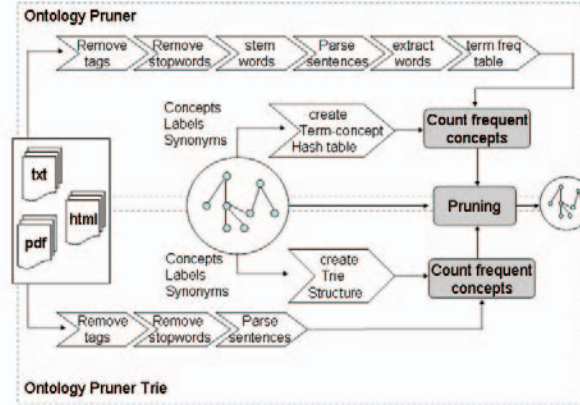 Ontology Pruner
Remove
tags
Remove
stopwords
stem
words
Parse
sentences
extract
words
term freq
table
Concepts
Labels
Synonyms
create
Term-concept
Hash table
Count frequent
concepts
txt
html
pdf
Pruning
Concepts
Labels
Synonyms
create
Trie
Structure
Count frequent
concepts
Remove
tags
Remove
stopwords
Parse
sentences
Ontology Pruner Trie